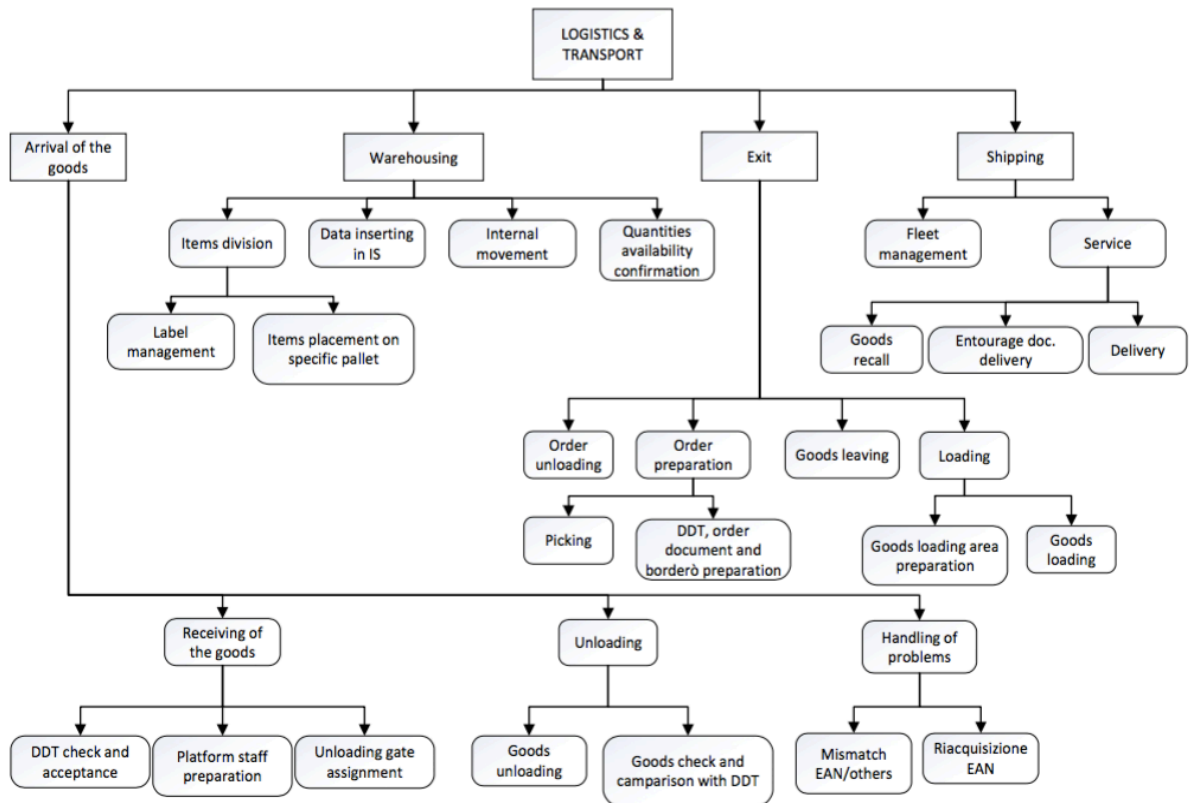 LOGISTICS &
TRANSPORT
Arrival of the
goods
Warehousing
Exit
Shipping
Items division
Data inserting
in IS
Internal
movement
Quantities
availability
confirmation
Fleet
management
Service
Label
management
Items placement on
specific pallet
Goods
recall
Entourage doc.
delivery
Delivery
Order
unloading
Order
preparation
Goods leaving
Loading
Picking
DDT, order
document and
borderò preparation
Goods loading area
preparation
Goods
loading
Receiving of
the goods
Unloading
Handling of
problems
DDT check and
acceptance
Platform staff
preparation
Unloading gate
assignment
Goods
unloading
Goods check and
camparison with DDT
Mismatch
EAN/others
Riacquisizione
EAN